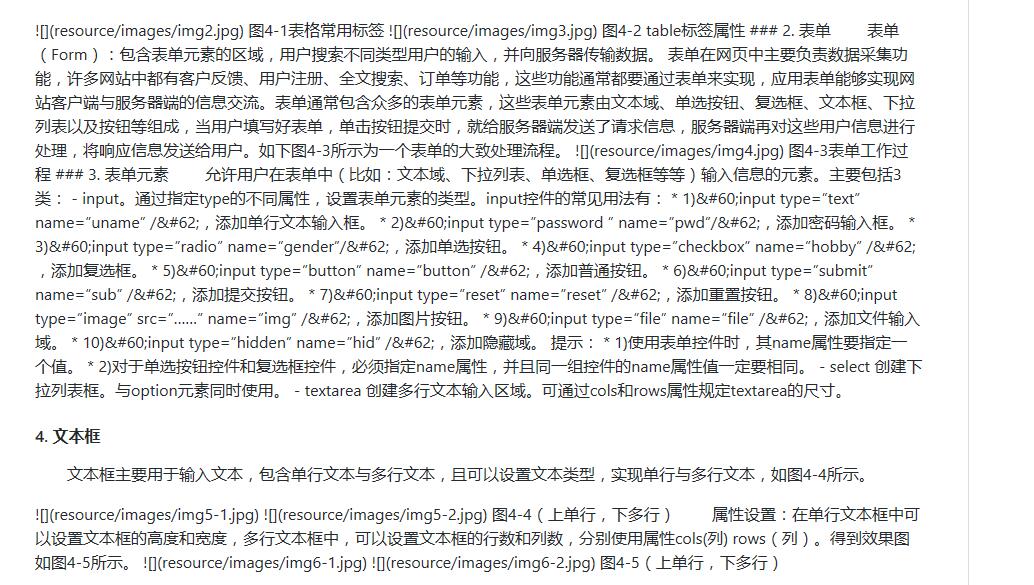 ![](resource/images/img2.jpg) 图4-1表格常用标签 ![](resource/images/img3.jpg) 图4-2 table标签属性 ### 2. 表单　　表单
（Form）：包含表单元素的区域，用户搜索不同类型用户的输入，并向服务器传输数据。 表单在网页中主要负责数据采集功
能，许多网站中都有客户反馈、用户注册、全文搜索、订单等功能，这些功能通常都要通过表单来实现，应用表单能够实现网
站客户端与服务器端的信息交流。表单通常包含众多的表单元素，这些表单元素由文本域、单选按钮、复选框、文本框、下拉
列表以及按钮等组成，当用户填写好表单，单击按钮提交时，就给服务器端发送了请求信息，服务器端再对这些用户信息进行
处理，将响应信息发送给用户。如下图4-3所示为一个表单的大致处理流程。 ![](resource/images/img4.jpg) 图4-3表单工作过
程 ### 3. 表单元素　　允许用户在表单中（比如：文本域、下拉列表、单选框、复选框等等）输入信息的元素。主要包括3
类： - input。通过指定type的不同属性，设置表单元素的类型。input控件的常见用法有： * 1)&#60;input type=”text”
name=”uname” /&#62;，添加单行文本输入框。 * 2)&#60;input type=”password ” name=”pwd”/&#62;，添加密码输入框。 *
3)&#60;input type=”radio” name=”gender”/&#62;，添加单选按钮。 * 4)&#60;input type=”checkbox” name=”hobby” /&#62;
，添加复选框。 * 5)&#60;input type=”button” name=”button” /&#62;，添加普通按钮。 * 6)&#60;input type=”submit”
name=”sub” /&#62;，添加提交按钮。 * 7)&#60;input type=”reset” name=”reset” /&#62;，添加重置按钮。 * 8)&#60;input
type=”image” src=”......” name=”img” /&#62;，添加图片按钮。 * 9)&#60;input type=”file” name=”file” /&#62;，添加文件输入
域。 * 10)&#60;input type=”hidden” name=”hid” /&#62;，添加隐藏域。 提示： * 1)使用表单控件时，其name属性要指定一
个值。 * 2)对于单选按钮控件和复选框控件，必须指定name属性，并且同一组控件的name属性值一定要相同。 - select 创建下
拉列表框。与option元素同时使用。 - textarea 创建多行文本输入区域。可通过cols和rows属性规定textarea的尺寸。
4. 文本框
文本框主要用于输入文本，包含单行文本与多行文本，且可以设置文本类型，实现单行与多行文本，如图4-4所示。
![](resource/images/img5-1.jpg) ![](resource/images/img5-2.jpg) 图4-4（上单行，下多行）　　属性设置：在单行文本框中可
以设置文本框的高度和宽度，多行文本框中，可以设置文本框的行数和列数，分别使用属性cols(列) rows（列）。得到效果图
如图4-5所示。 ![](resource/images/img6-1.jpg) ![](resource/images/img6-2.jpg) 图4-5（上单行，下多行）